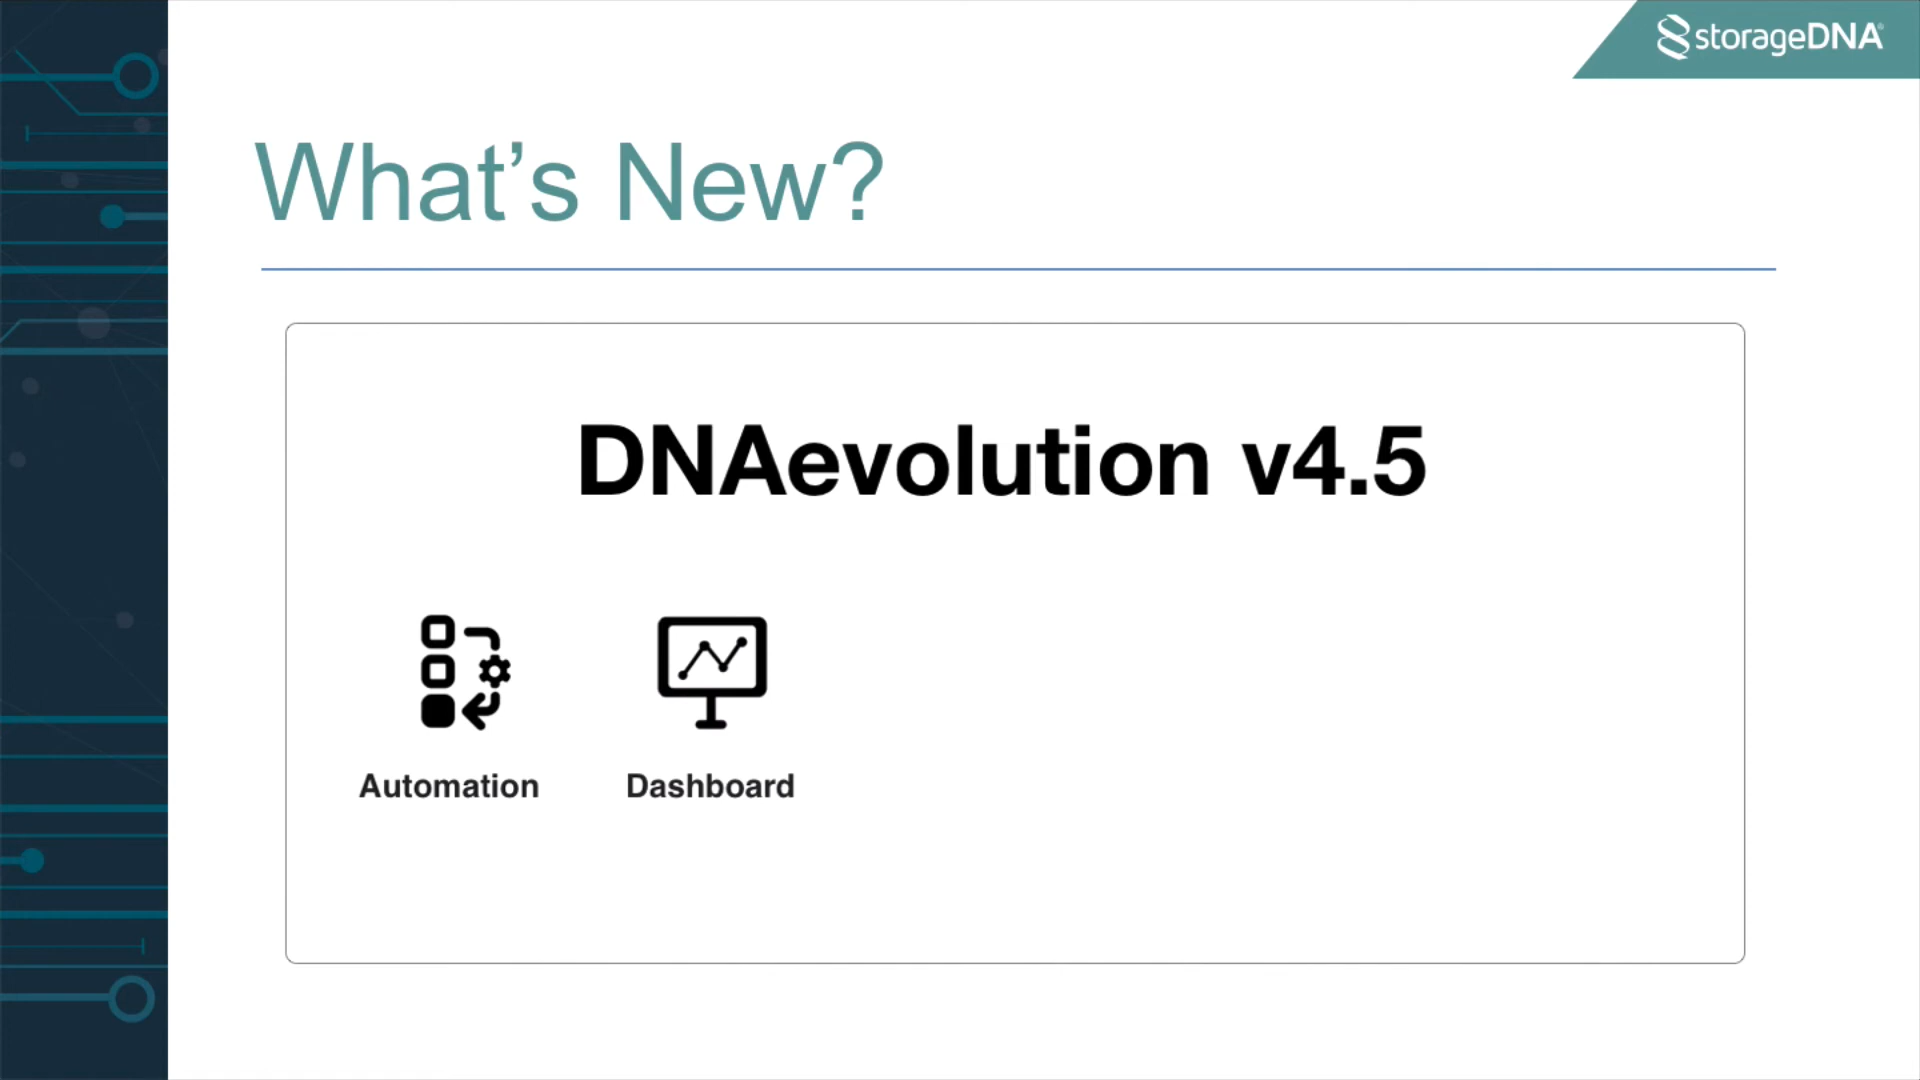 storageDNA®
What’s New?
DNAevolution v4.5
Automation
Dashboard